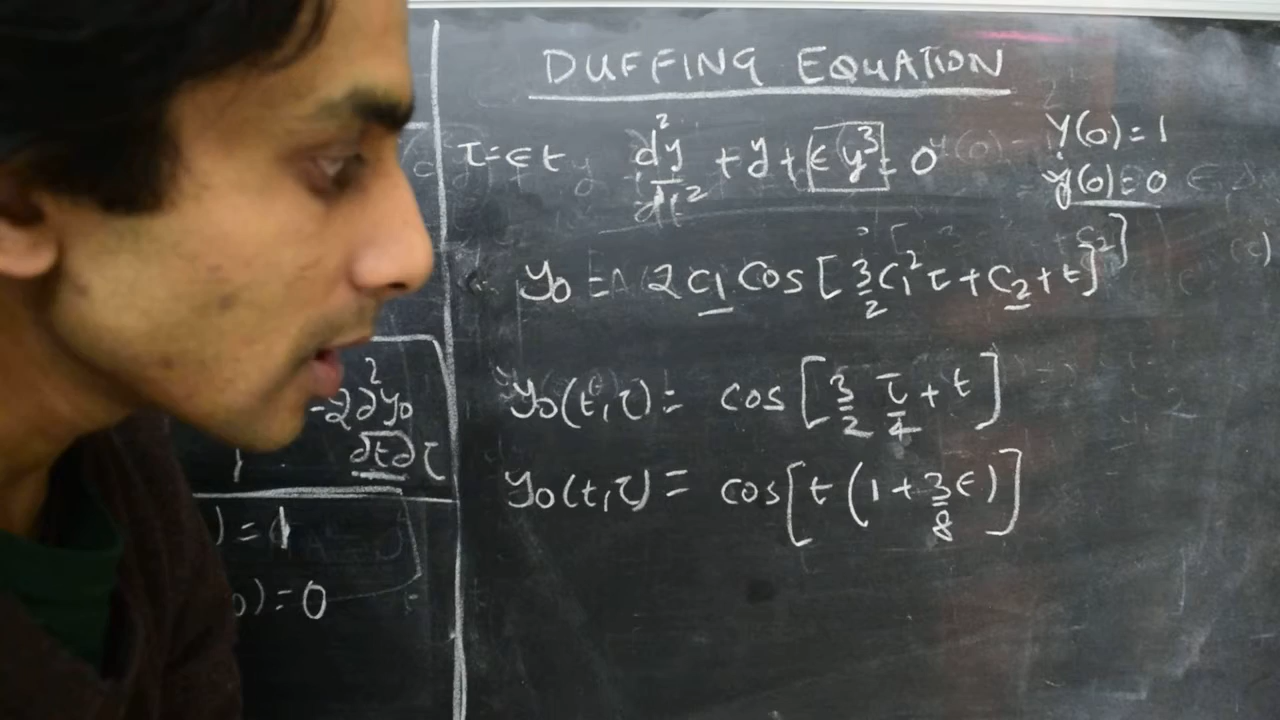 DUFFING EQUATION
τ=ϵt d²y/dt² + y + ϵy³ = 0 y(0)=1
ẏ(0)=0
y₀ = 2C₁ cos[3/2 C₁² τ + C₂ + t]
y₀(t,τ) = cos[3/2 τ/4 + t]
y₀(t,τ) = cos[t(1 + 3/8 ϵ)]
-2 ∂²y₀/∂t∂τ
)=1
0)=0